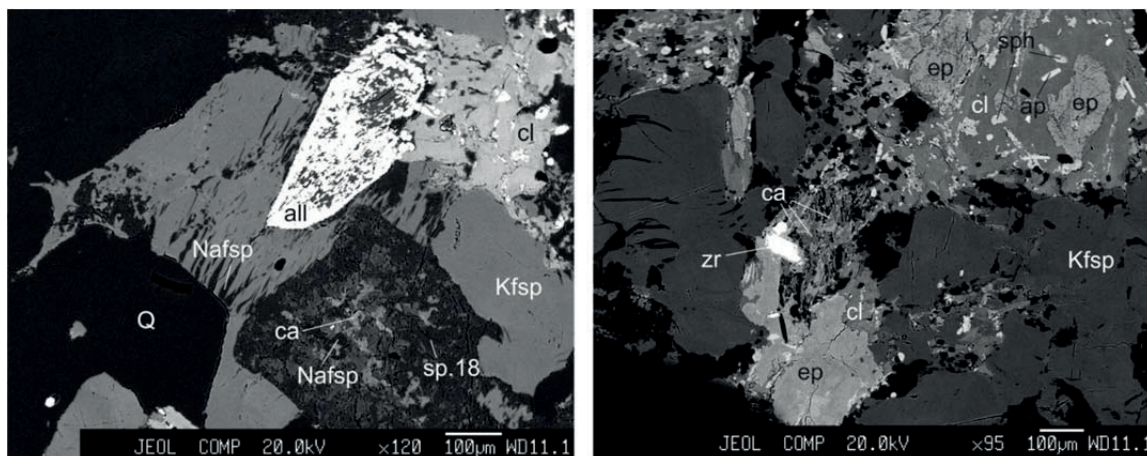 all
cl
Nafsp
Kfsp
Q
ca
Nafsp
sp.18
JEOL COMP 20.0kV ×120 100µm WD11.1
sph
ep
cl
ap
ep
ca
zr
Kfsp
cl
ep
JEOL COMP 20.0kV ×95 100µm WD11.1